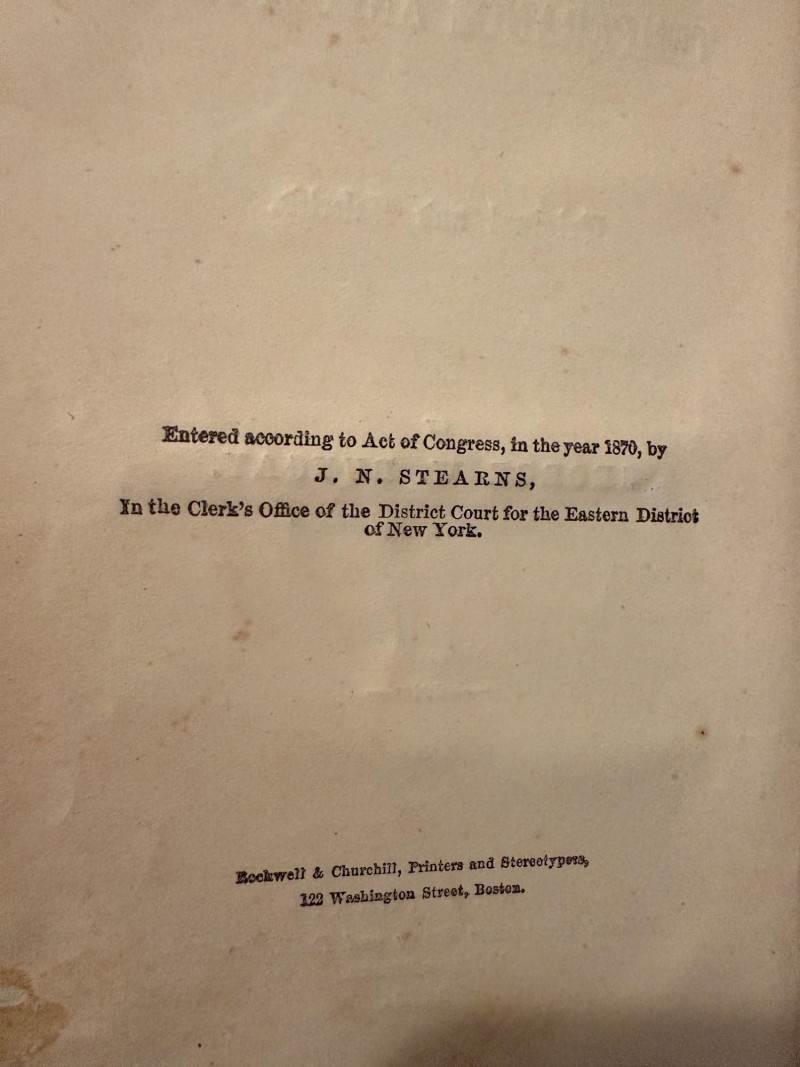 Entered according to Act of Congress, in the year 1870, by
J. N. STEARNS,
In the Clerk's Office of the District Court for the Eastern District
of New York.
Rockwell & Churchill, Printers and Stereotypers,
122 Washington Street, Boston.